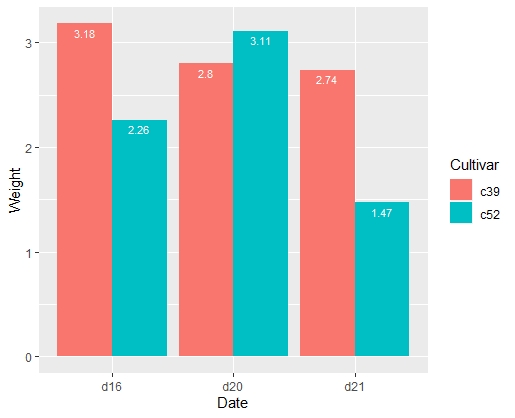 3.18
3.11
2.8
2.74
2.26
1.47
3
2
1
0
Weight
d16 d20 d21
Date
Cultivar
c39
c52